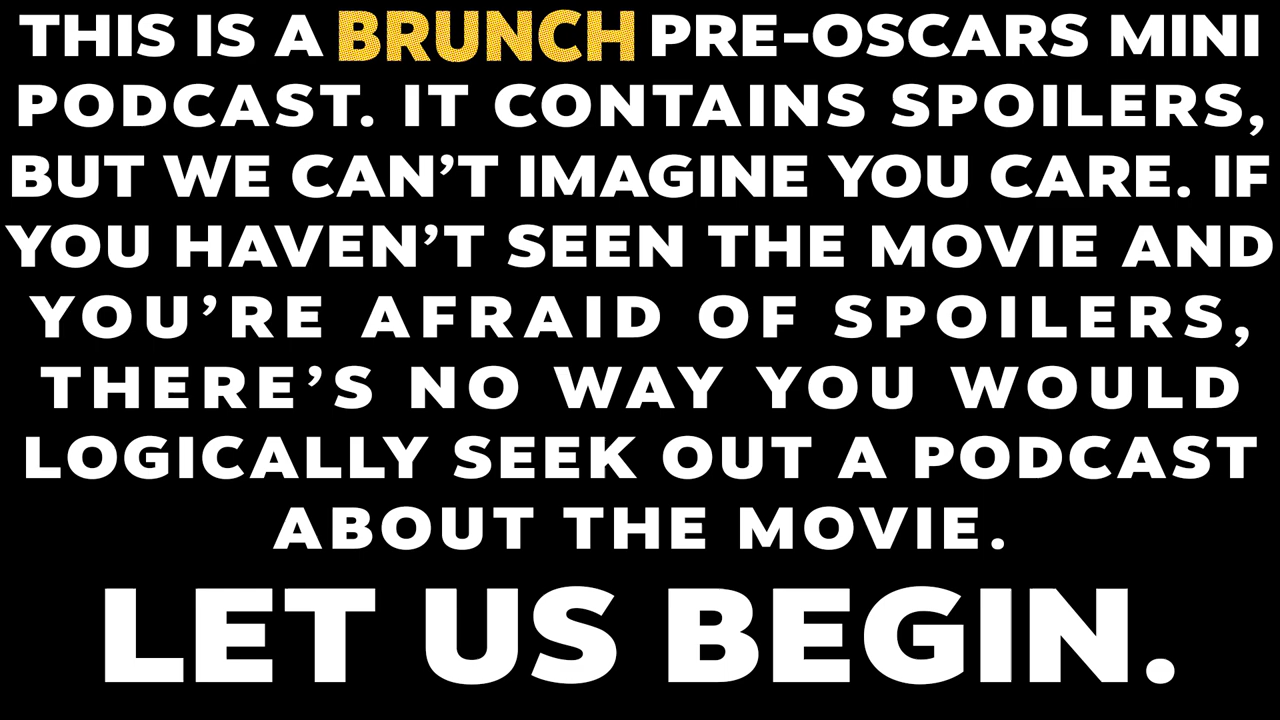 THIS IS A BRUNCH PRE-OSCARS MINI
PODCAST. IT CONTAINS SPOILERS,
BUT WE CAN’T IMAGINE YOU CARE. IF
YOU HAVEN’T SEEN THE MOVIE AND
YOU’RE AFRAID OF SPOILERS,
THERE’S NO WAY YOU WOULD
LOGICALLY SEEK OUT A PODCAST
ABOUT THE MOVIE.
LET US BEGIN.